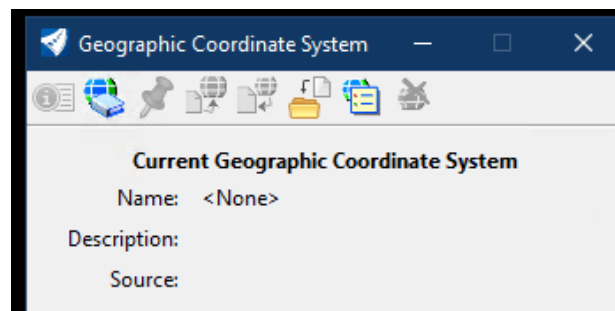 Geographic Coordinate System
Current Geographic Coordinate System
Name: <None>
Description:
Source: